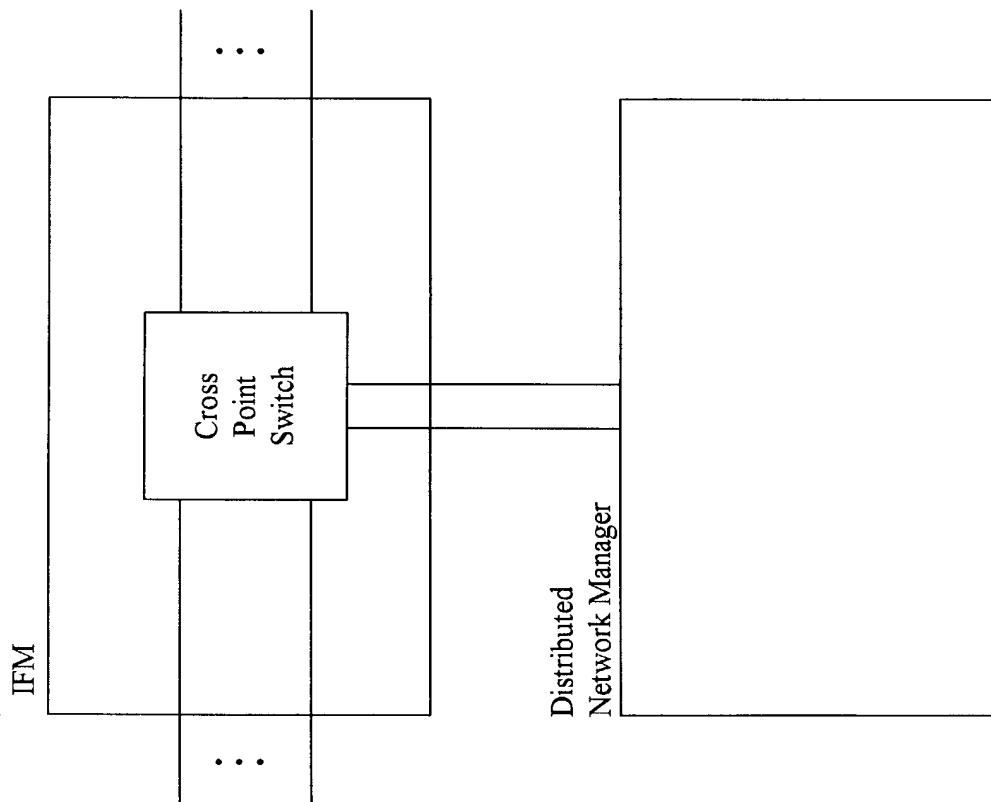 IFM
Cross
Point
Switch
Distributed
Network Manager